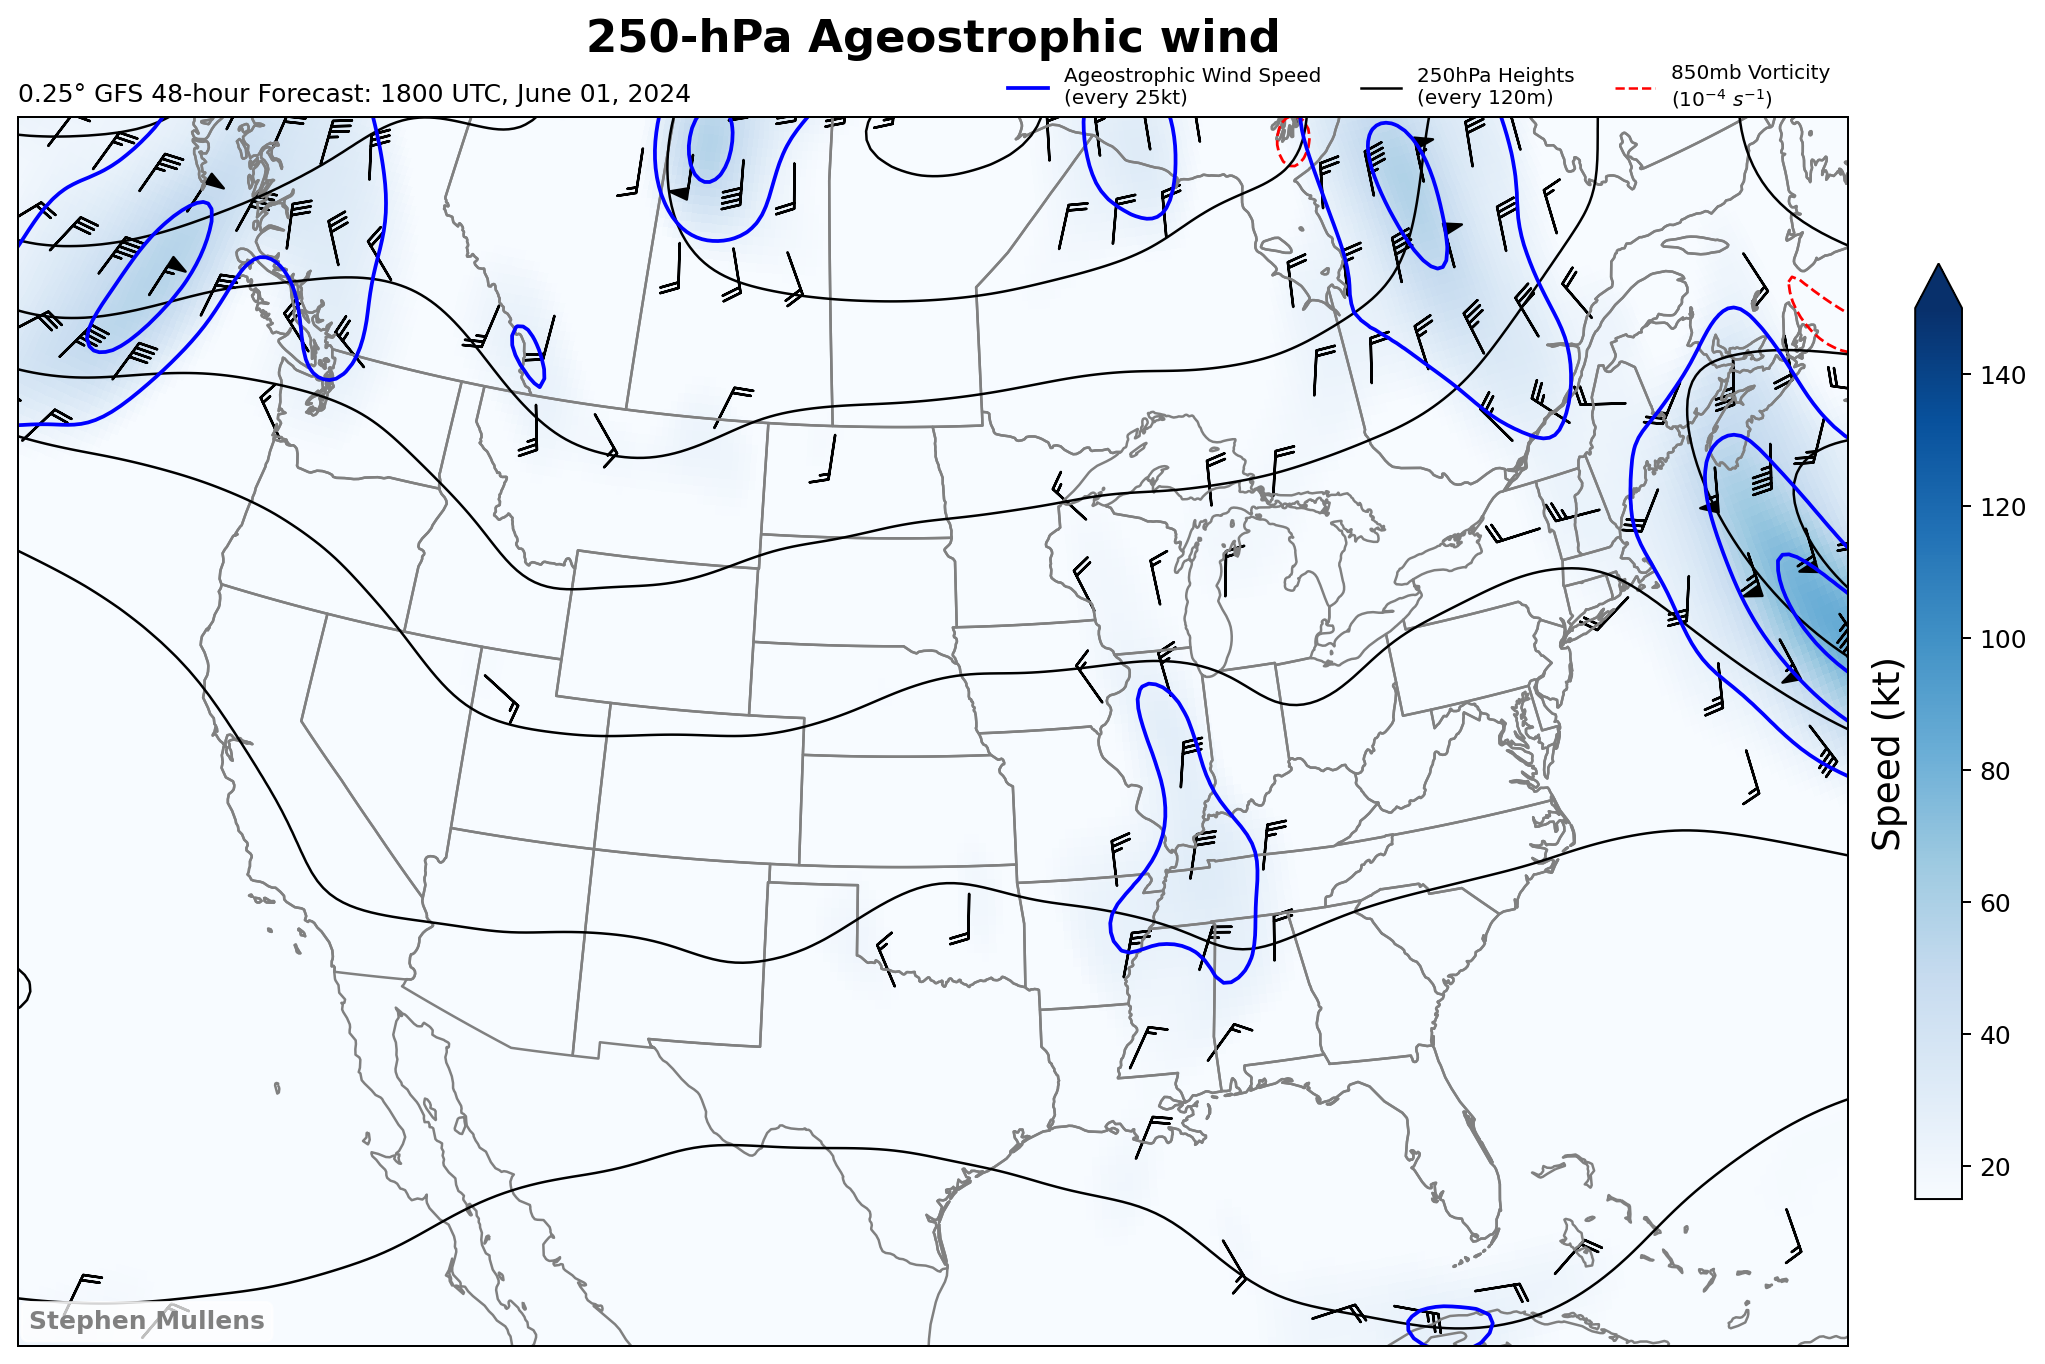 250-hPa Ageostrophic wind
0.25° GFS 48-hour Forecast: 1800 UTC, June 01, 2024
Ageostrophic Wind Speed
(every 25kt)
250hPa Heights
(every 120m)
850mb Vorticity
(10⁻⁴ s⁻¹)
140
120
100
80
60
40
20
Speed (kt)
Stephen Mullens